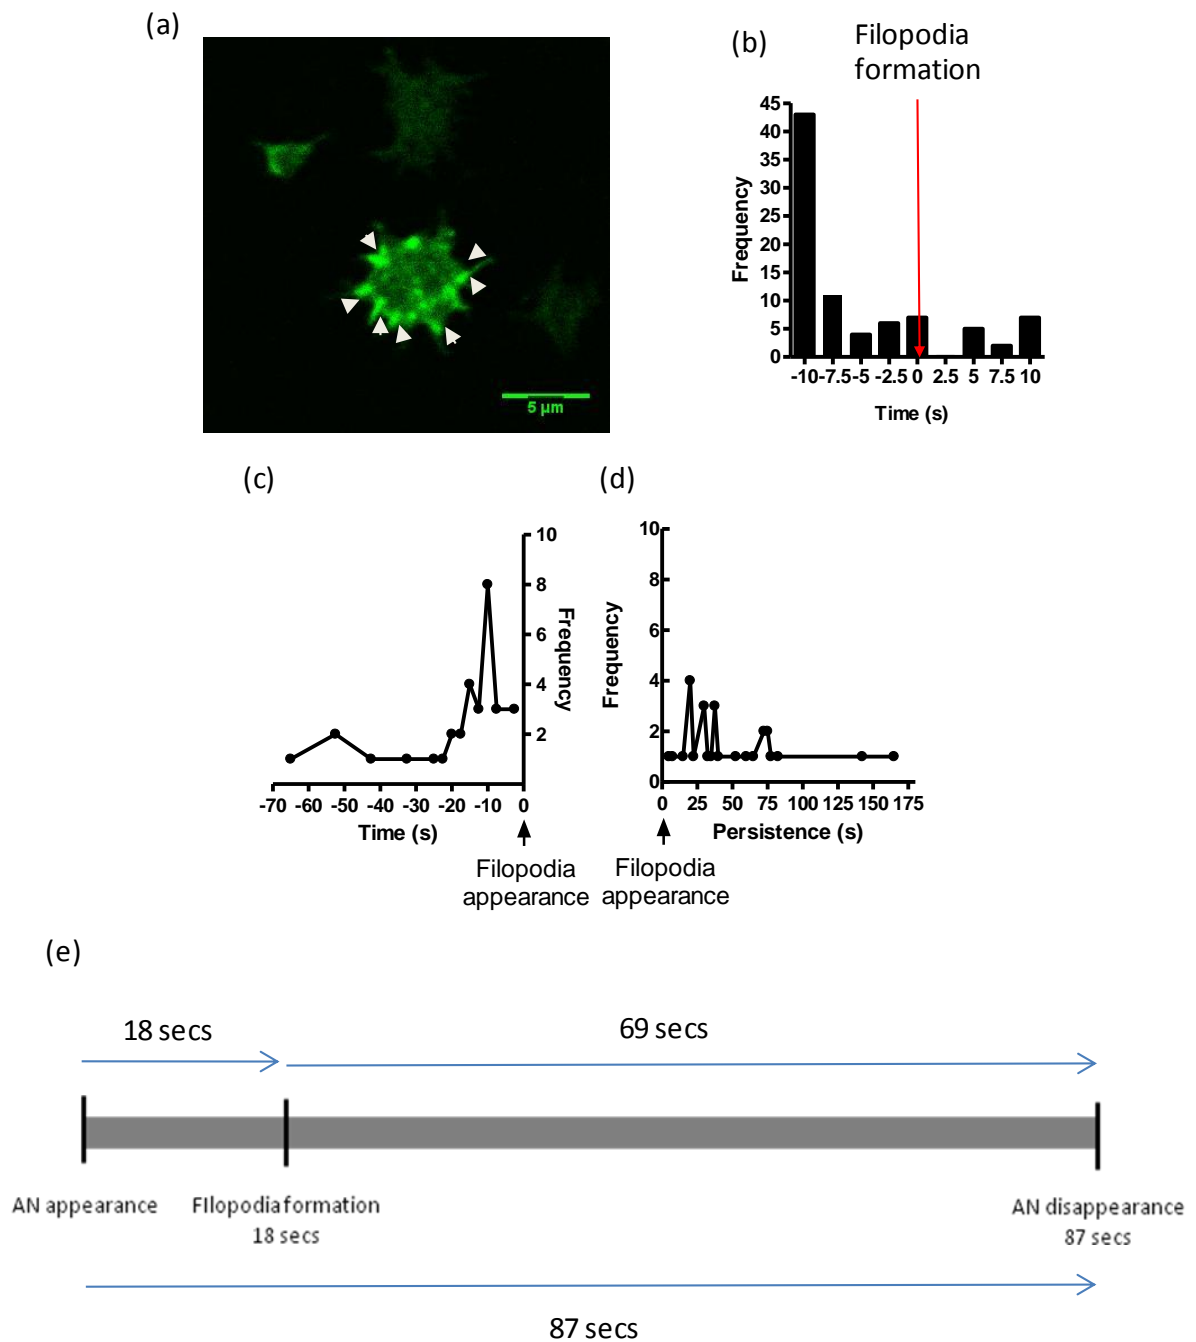 (a)
5 µm
(b)
Filopodia
formation
Frequency
45
40
35
30
25
20
15
10
5
0
-10 -7.5 -5 -2.5 0 2.5 5 7.5 10
Time (s)
(c)
10
8
6
4
2
Frequency
-70 -60 -50 -40 -30 -20 -10 0
Time (s)
Filopodia
appearance
(d)
10
8
6
4
2
0
Frequency
0 25 50 75 100 125 150 175
Persistence (s)
Filopodia
appearance
(e)
18 secs 69 secs
AN appearance FIlopodia formation AN disappearance
18 secs 87 secs
87 secs